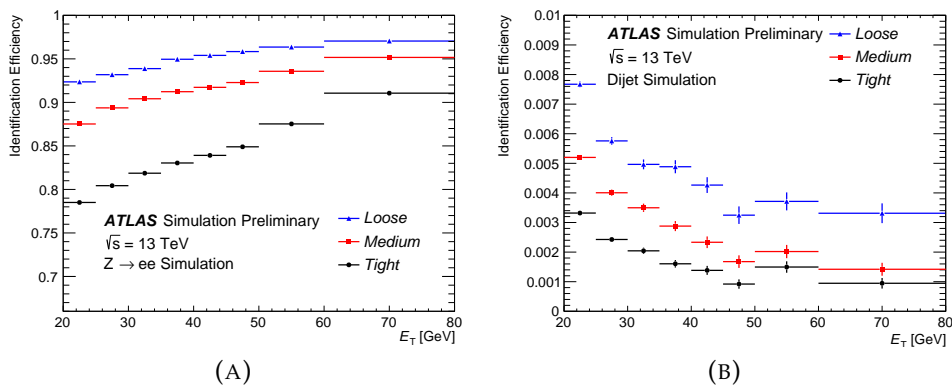 Identification Efficiency
1
0.95
0.9
0.85
0.8
0.75
0.7
ATLAS Simulation Preliminary
√s = 13 TeV
Z → ee Simulation
Loose
Medium
Tight
20 30 40 50 60 70 80
E_T [GeV]
(A)
Identification Efficiency
0.01
0.009
0.008
0.007
0.006
0.005
0.004
0.003
0.002
0.001
0
ATLAS Simulation Preliminary
√s = 13 TeV
Dijet Simulation
Loose
Medium
Tight
20 30 40 50 60 70 80
E_T [GeV]
(B)